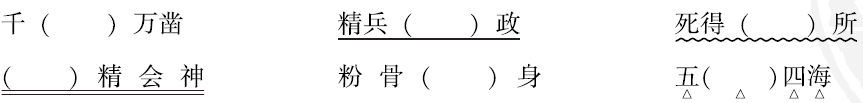 千（　　）万凿　　精兵（　　）政　　死得（　　）所
（　　）精会神　　粉骨（　　）身　　五（　　）四海